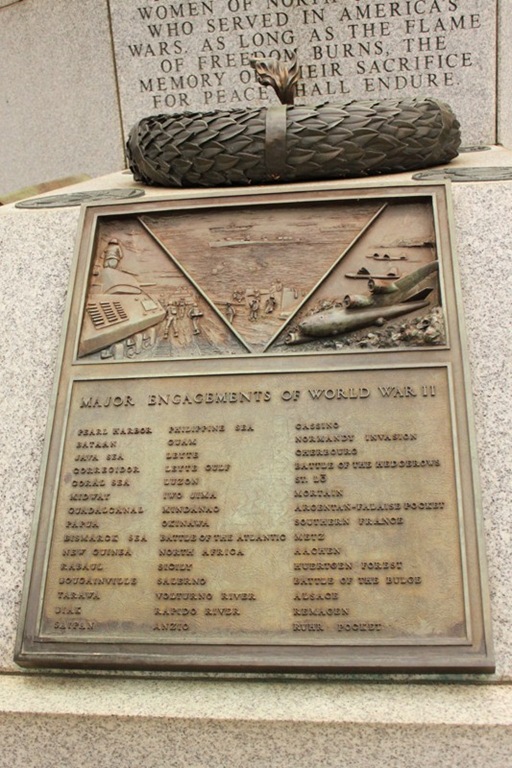 WOMEN OF NORTH
WHO SERVED IN AMERICA'S
WARS. AS LONG AS THE FLAME
OF FREEDOM BURNS, THE
MEMORY OF THEIR SACRIFICE
FOR PEACE SHALL ENDURE.
MAJOR ENGAGEMENTS OF WORLD WAR II
PEARL HARBOR
BATAAN
JAVA SEA
CORREGIDOR
CORAL SEA
MIDWAY
GUADALCANAL
PAPUA
BISMARCK SEA
NEW GUINEA
RABAUL
BOUGAINVILLE
TARAWA
BIAK
SAIPAN
PHILIPPINE SEA
GUAM
LEYTE
LEYTE GULF
LUZON
IWO JIMA
MINDANAO
OKINAWA
BATTLE OF THE ATLANTIC
NORTH AFRICA
SICILY
SALERNO
VOLTURNO RIVER
RAPIDO RIVER
ANZIO
CASSINO
NORMANDY INVASION
CHERBOURG
BATTLE OF THE HEDGEROWS
ST. LÔ
MORTAIN
ARGENTAN-FALAISE POCKET
SOUTHERN FRANCE
METZ
AACHEN
HUERTGEN FOREST
BATTLE OF THE BULGE
ALSACE
REMAGEN
RUHR POCKET